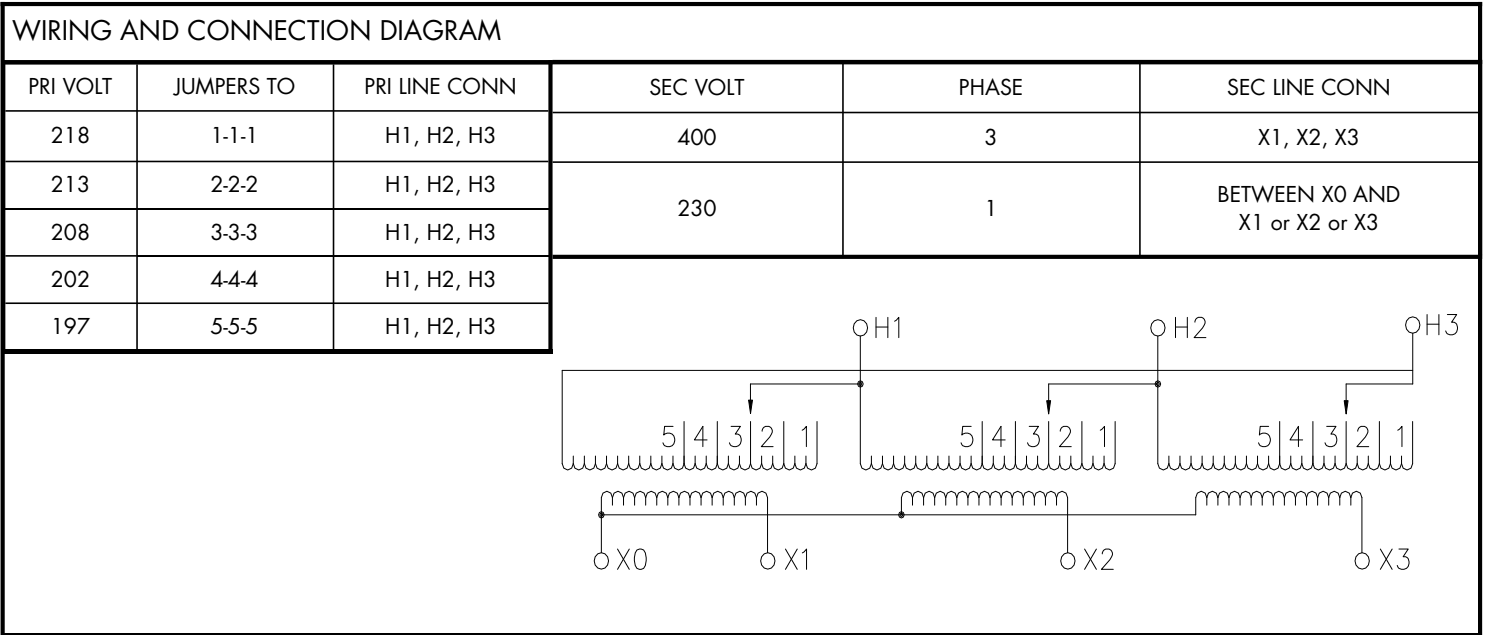 WIRING AND CONNECTION DIAGRAM
PRI VOLT JUMPERS TO PRI LINE CONN SEC VOLT PHASE SEC LINE CONN
218 1-1-1 H1, H2, H3 400 3 X1, X2, X3
213 2-2-2 H1, H2, H3 230 1 BETWEEN X0 AND
X1 or X2 or X3
208 3-3-3 H1, H2, H3
202 4-4-4 H1, H2, H3
197 5-5-5 H1, H2, H3
H1 H2 H3
5 4 3 2 1 5 4 3 2 1 5 4 3 2 1
X0 X1 X2 X3